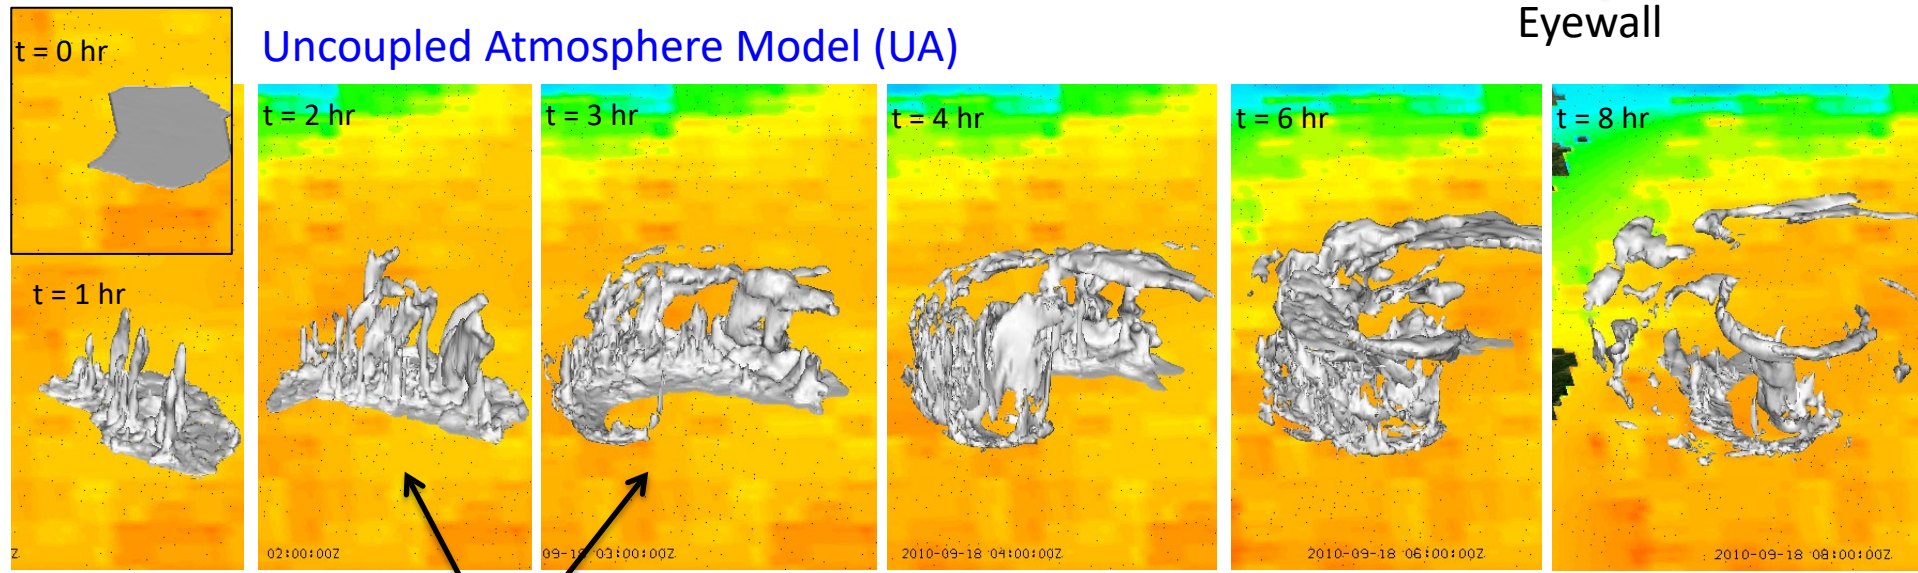 Eyewall
Uncoupled Atmosphere Model (UA)
t = 0 hr
t = 1 hr
t = 2 hr
t = 3 hr
t = 4 hr
t = 6 hr
t = 8 hr
Z
02:00:00Z
09-18 03:00:00Z
2010-09-18 04:00:00Z
2010-09-18 06:00:00Z
2010-09-18 08:00:00Z